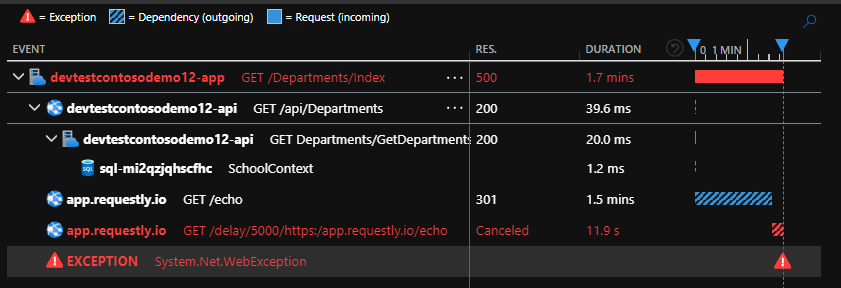 = Exception = Dependency (outgoing) = Request (incoming)
EVENT RES. DURATION 0 1 MIN
devtestcontosodemo12-app GET /Departments/Index ... 500 1.7 mins
devtestcontosodemo12-api GET /api/Departments ... 200 39.6 ms
devtestcontosodemo12-api GET Departments/GetDepartments 200 20.0 ms
SQL sql-mi2qzjqhscfhc SchoolContext 1.2 ms
app.requestly.io GET /echo 301 1.5 mins
app.requestly.io GET /delay/5000/https:/app.requestly.io/echo Canceled 11.9 s
EXCEPTION System.Net.WebException